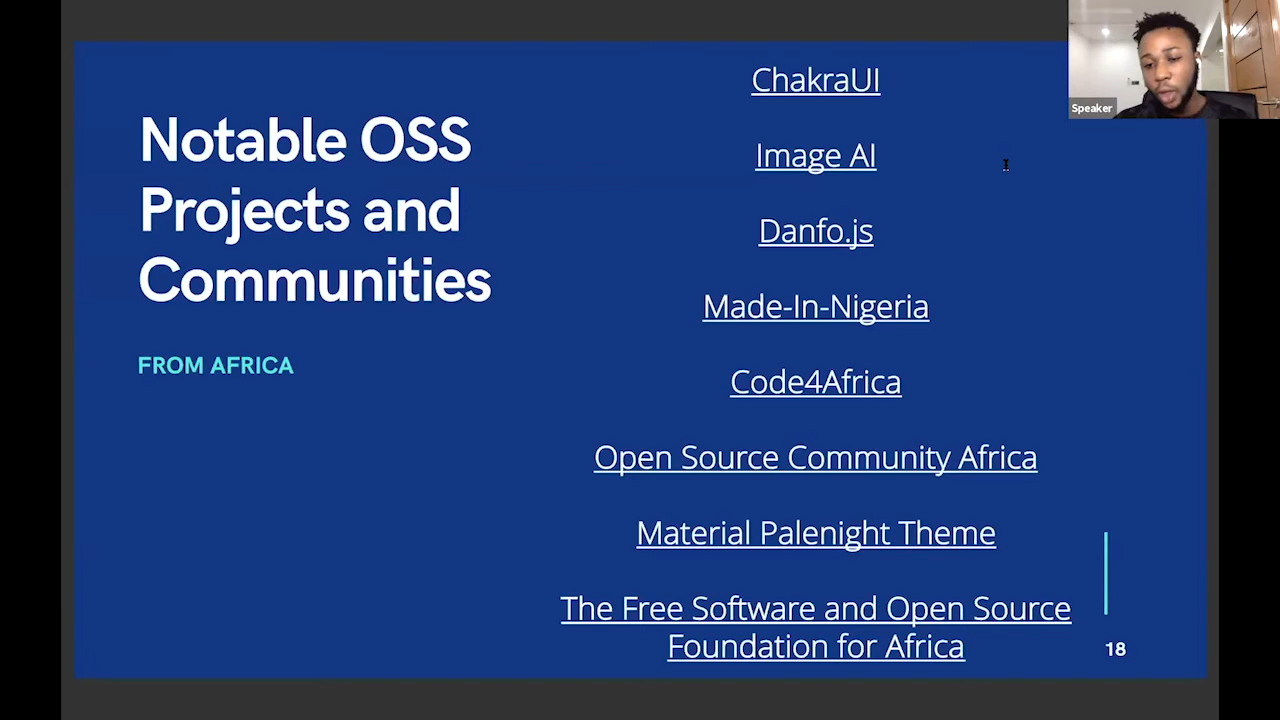 Notable OSS
Projects and
Communities
FROM AFRICA
ChakraUI
Image AI
Danfo.js
Made-In-Nigeria
Code4Africa
Open Source Community Africa
Material Palenight Theme
The Free Software and Open Source
Foundation for Africa
18
Speaker